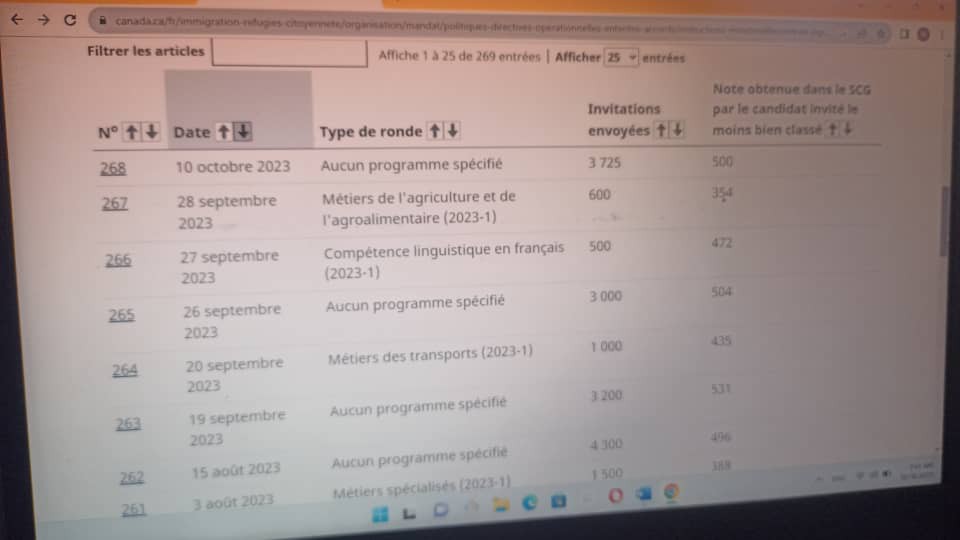 canada.ca/fr/immigration-refugies-citoyennete/organisation/mandat/politiques-directives-operationnelles-ententes-accords/instructions-ministerielles
Filtrer les articles Affiche 1 à 25 de 269 entrées | Afficher 25 entrées
Note obtenue dans le SCG
Invitations par le candidat invité le
N° Date Type de ronde envoyées moins bien classé
268 10 octobre 2023 Aucun programme spécifié 3 725 500
267 28 septembre Métiers de l'agriculture et de 600 354
2023 l'agroalimentaire (2023-1)
266 27 septembre Compétence linguistique en français 500 472
2023 (2023-1)
265 26 septembre Aucun programme spécifié 3 000 504
2023
264 20 septembre Métiers des transports (2023-1) 1 000 435
2023
263 19 septembre Aucun programme spécifié 3 200 531
2023
262 15 août 2023 Aucun programme spécifié 4 300 496
261 3 août 2023 Métiers spécialisés (2023-1) 1 500 388